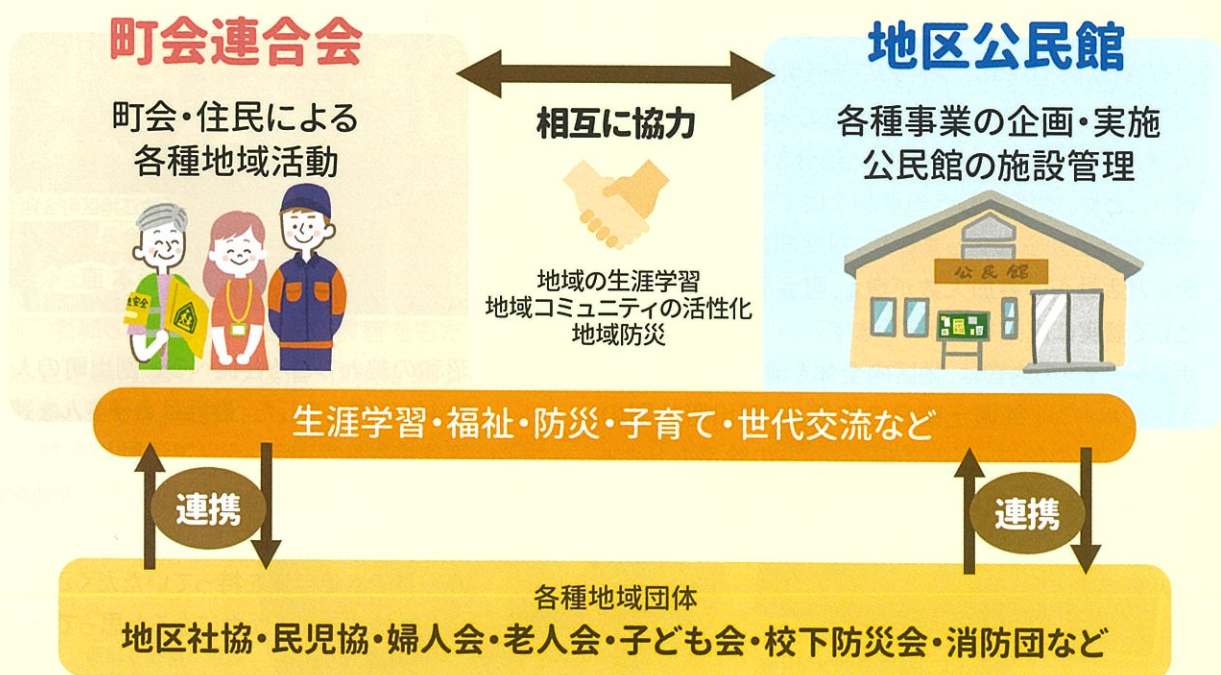 町会連合会
町会・住民による
各種地域活動
相互に協力
地域の生涯学習
地域コミュニティの活性化
地域防災
地区公民館
各種事業の企画・実施
公民館の施設管理
安全
公民館
生涯学習・福祉・防災・子育て・世代交流など
連携
連携
各種地域団体
地区社協・民児協・婦人会・老人会・子ども会・校下防災会・消防団など